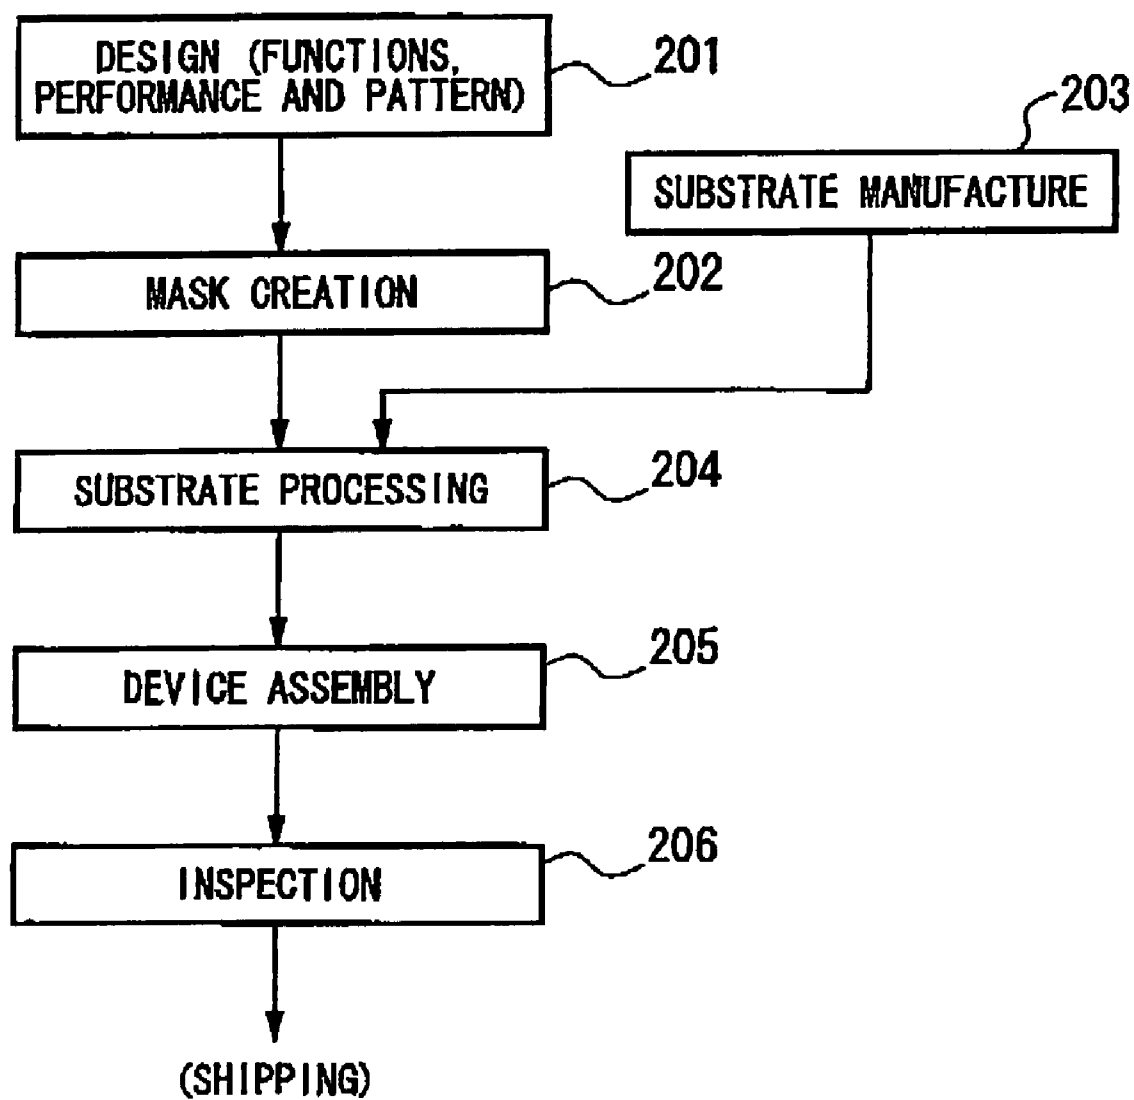 DESIGN (FUNCTIONS,
PERFORMANCE AND PATTERN)
201
203
SUBSTRATE MANUFACTURE
MASK CREATION
202
SUBSTRATE PROCESSING
204
DEVICE ASSEMBLY
205
INSPECTION
206
(SHIPPING)